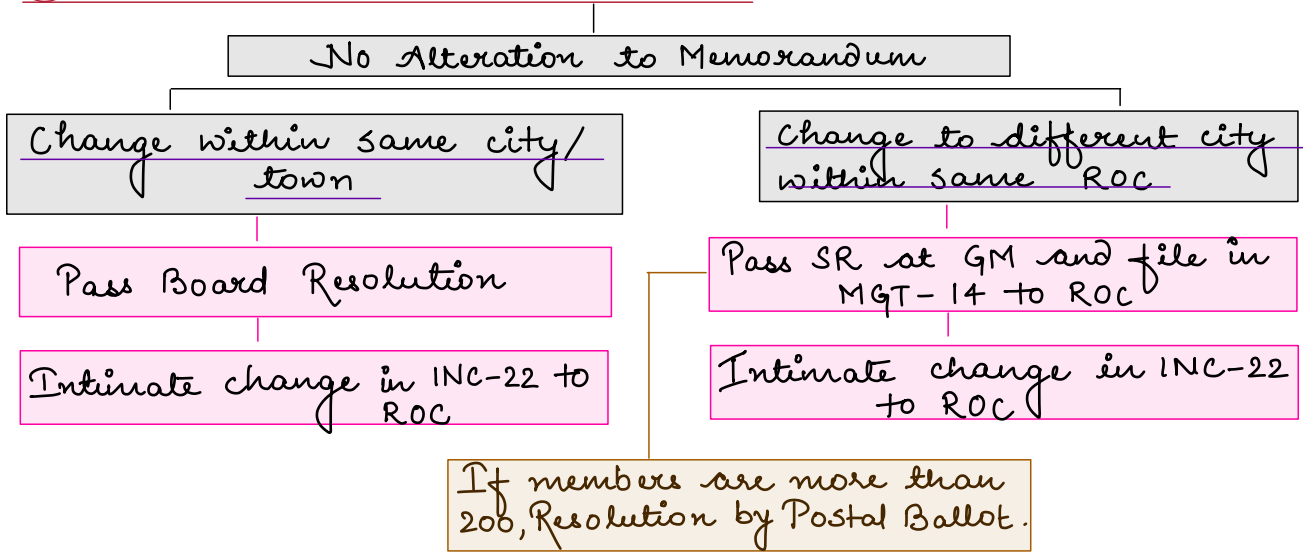 No Alteration to Memorandum
Change within same city/
town
Change to different city
within same ROC
Pass Board Resolution
Pass SR at GM and file in
MGT-14 to ROC
Intimate change in INC-22 to
ROC
Intimate change in INC-22
to ROC
If members are more than
200, Resolution by Postal Ballot.